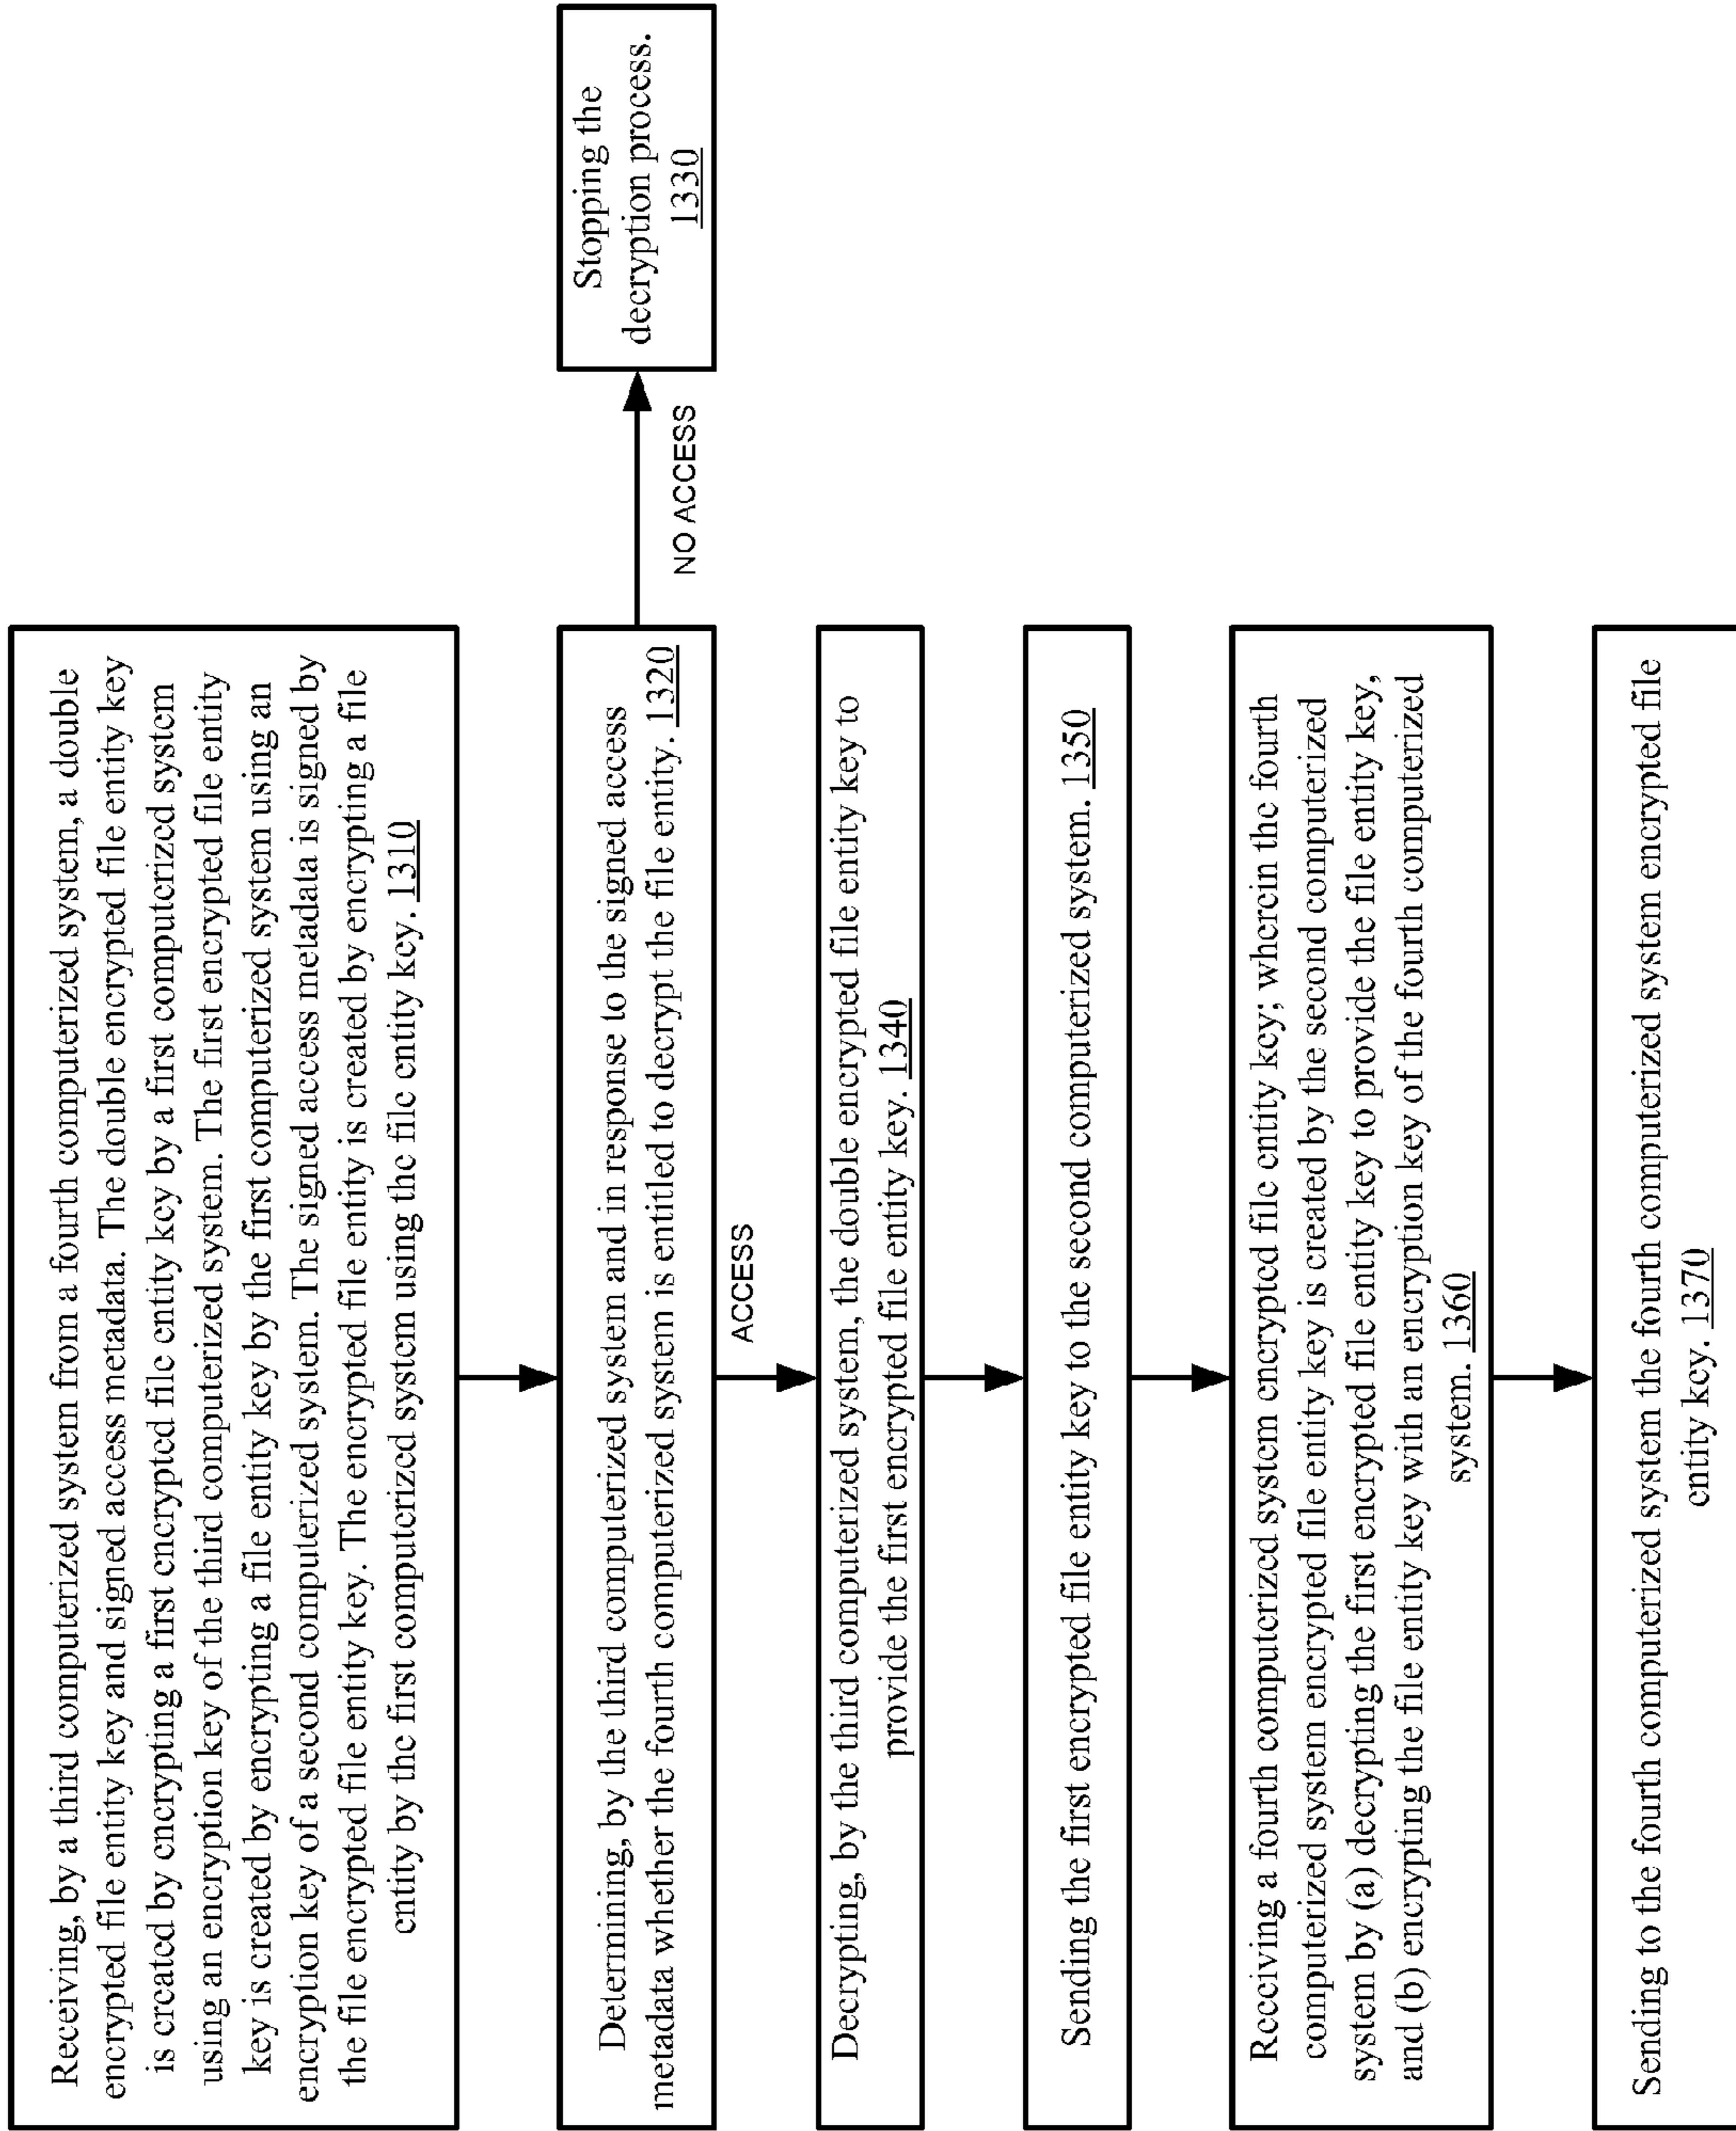 Receiving, by a third computerized system from a fourth computerized system, a double
encrypted file entity key and signed access metadata. The double encrypted file entity key
is created by encrypting a first encrypted file entity key by a first computerized system
using an encryption key of the third computerized system. The first encrypted file entity
key is created by encrypting a file entity key by the first computerized system using an
encryption key of a second computerized system. The signed access metadata is signed by
the file encrypted file entity key. The encrypted file entity is created by encrypting a file
entity by the first computerized system using the file entity key. 1310
Determining, by the third computerized system and in response to the signed access
metadata whether the fourth computerized system is entitled to decrypt the file entity. 1320
NO ACCESS
Stopping the
decryption process.
1330
ACCESS
Decrypting, by the third computerized system, the double encrypted file entity key to
provide the first encrypted file entity key. 1340
Sending the first encrypted file entity key to the second computerized system. 1350
Receiving a fourth computerized system encrypted file entity key; wherein the fourth
computerized system encrypted file entity key is created by the second computerized
system by (a) decrypting the first encrypted file entity key to provide the file entity key,
and (b) encrypting the file entity key with an encryption key of the fourth computerized
system. 1360
Sending to the fourth computerized system the fourth computerized system encrypted file
entity key. 1370